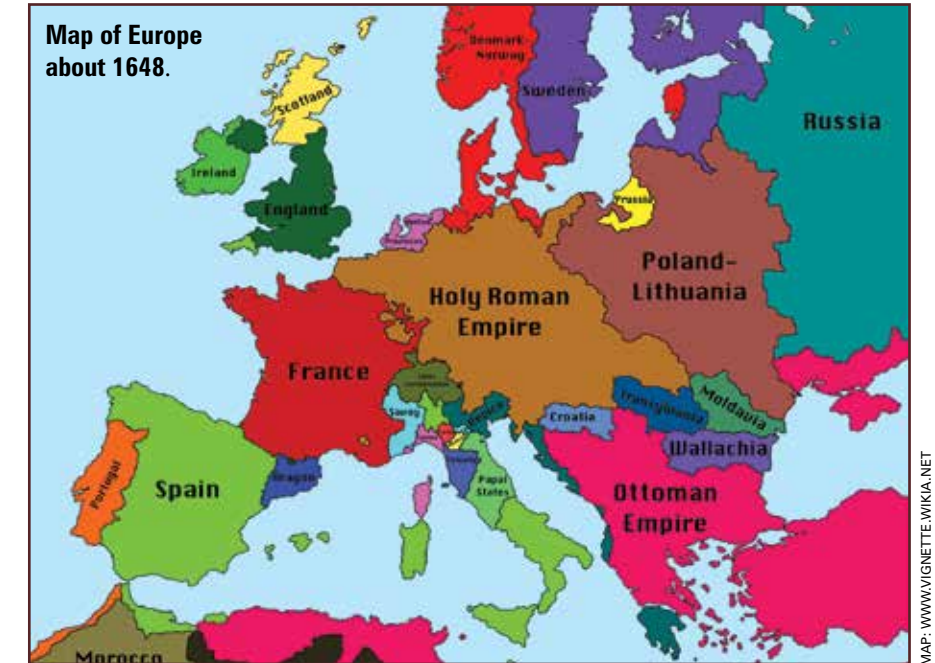 Map of Europe
about 1648.
Denmark-
Norway
Scotland
Sweden
Russia
Ireland
England
Prussia
Poland-
Lithuania
Holy Roman
Empire
France
Savoy
Venice
Croatia
Transylvania
Moldavia
Wallachia
Portugal
Spain
Aragon
Papal
States
Ottoman
Empire
Morocco
MAP: WWW.VIGNETTE.WIKIA.NET